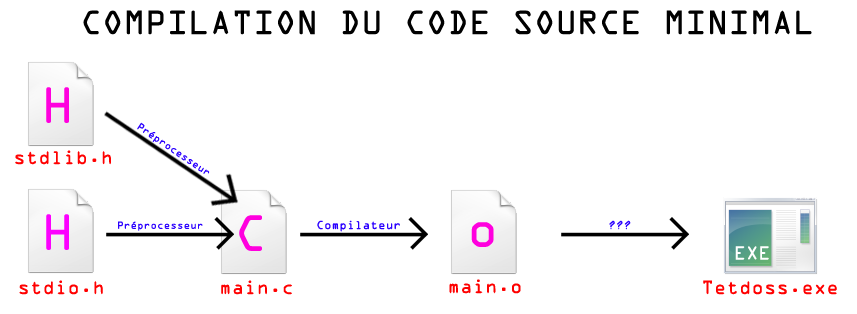 COMPILATION DU CODE SOURCE MINIMAL
H
stdlib.h
Préprocesseur
H
stdio.h
Préprocesseur
C
main.c
Compilateur
O
main.o
???
EXE
Tetdoss.exe